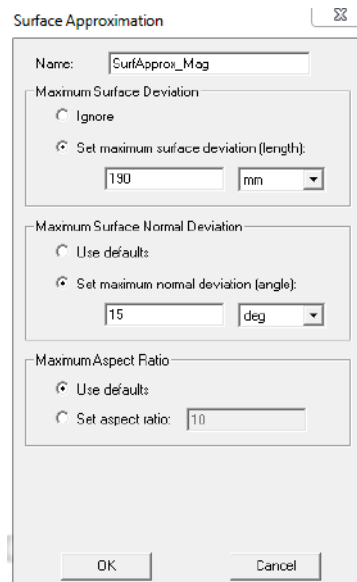 Surface Approximation
Name: SurfApprox_Mag
Maximum Surface Deviation
Ignore
Set maximum surface deviation (length):
190 mm
Maximum Surface Normal Deviation
Use defaults
Set maximum normal deviation (angle):
15 deg
Maximum Aspect Ratio
Use defaults
Set aspect ratio: 10
OK Cancel